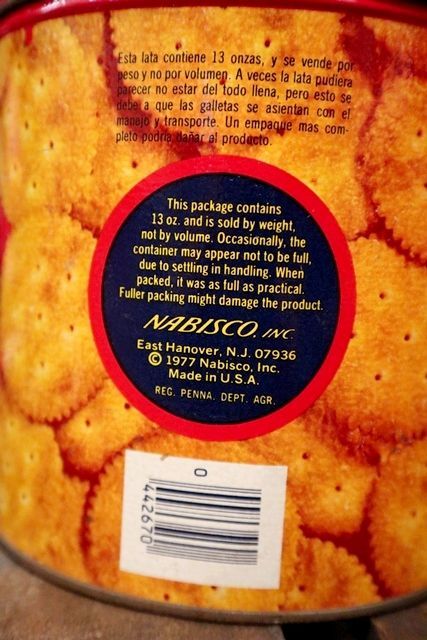 Esta lata contiene 13 onzas, y se vende por
peso y no por volumen. A veces la lata pudiera
parecer no estar del todo llena, pero esto se
debe a que las galletas se asientan con el
manejo y transporte. Un empaque mas com-
pleto podría dañar el producto.
This package contains
13 oz. and is sold by weight,
not by volume. Occasionally, the
container may appear not to be full,
due to settling in handling. When
packed, it was as full as practical.
Fuller packing might damage the product.
NABISCO, INC.
East Hanover, N.J. 07936
© 1977 Nabisco, Inc.
Made in U.S.A.
REG. PENNA. DEPT. AGR.
0
442670